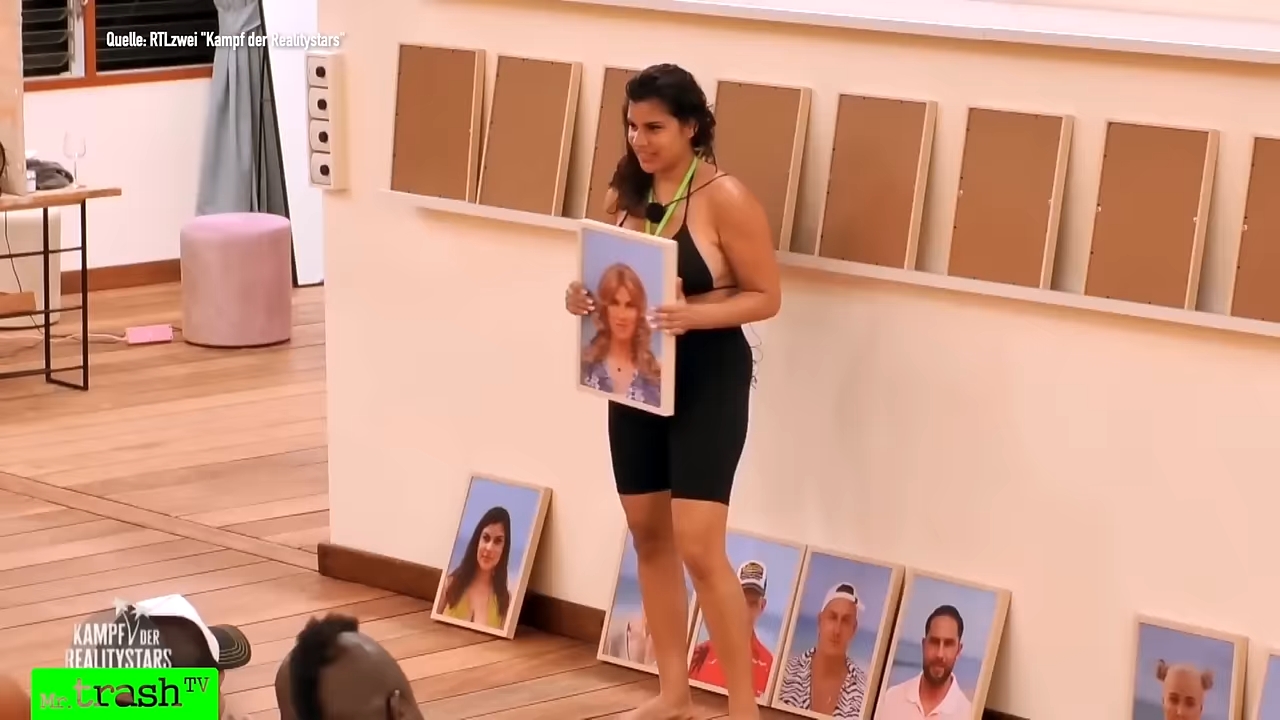 Quelle: RTLzwei "Kampf der Realitystars"
KAMPF DER
REALITYSTARS
Mr. trash TV